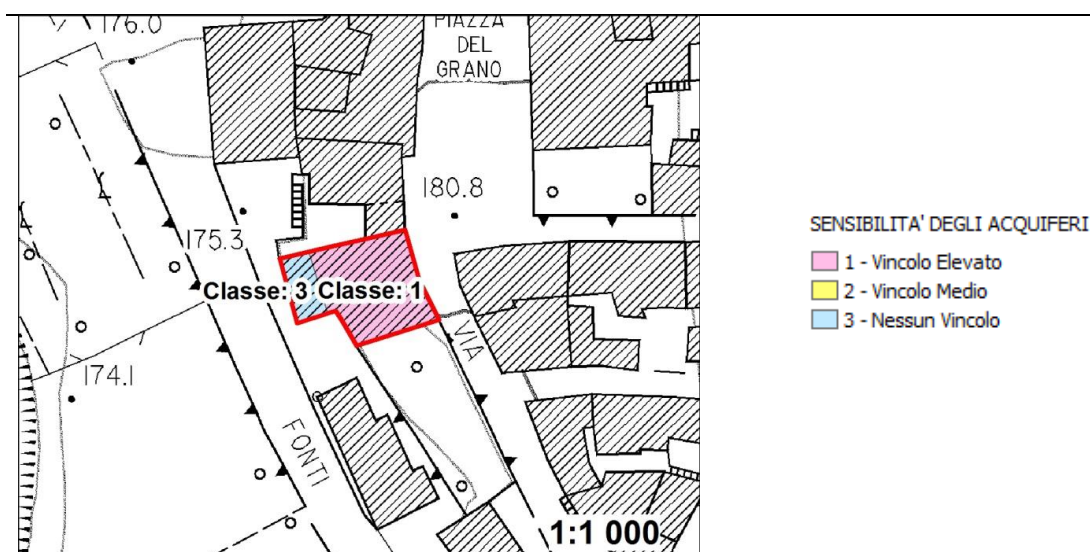 176.0
PIAZZA
DEL
GRANO
180.8
175.3
Classe: 3 Classe: 1
VIA
174.1
FONTI
1:1 000
SENSIBILITA' DEGLI ACQUIFERI
1 - Vincolo Elevato
2 - Vincolo Medio
3 - Nessun Vincolo